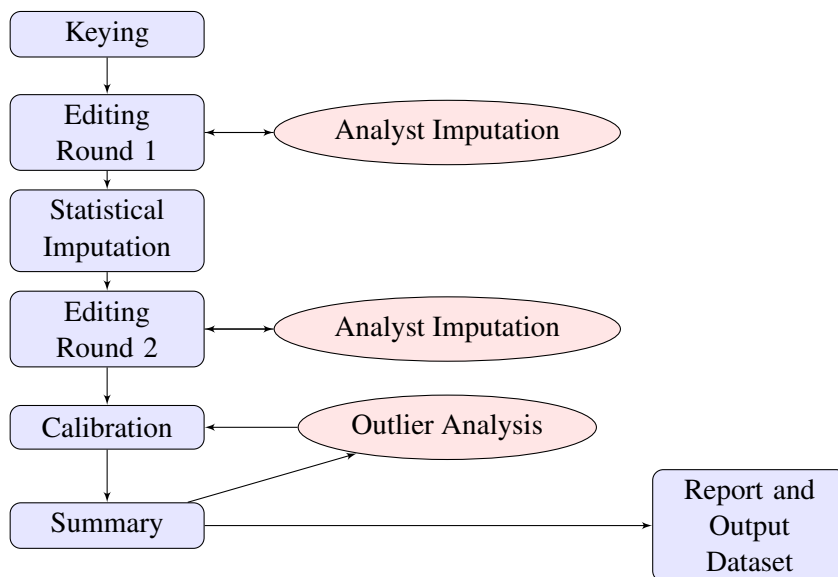 Keying
Editing
Round 1
Analyst Imputation
Statistical
Imputation
Editing
Round 2
Analyst Imputation
Calibration
Outlier Analysis
Summary
Report and
Output
Dataset